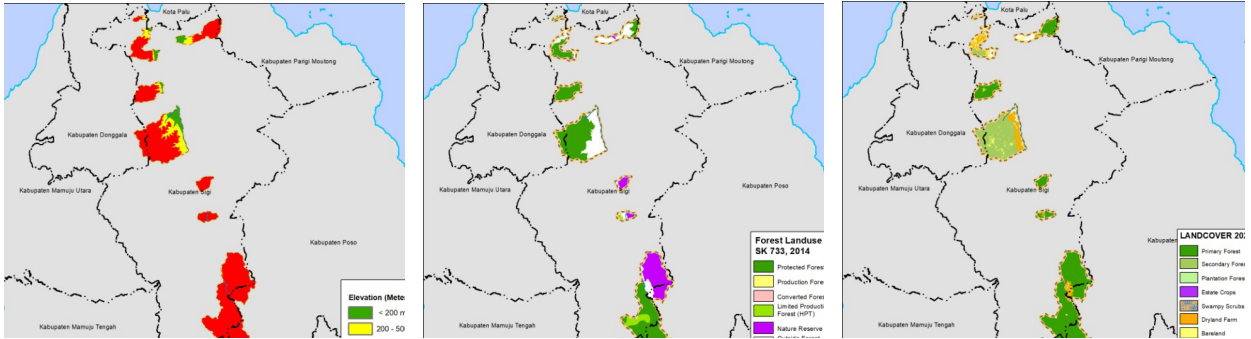 Kota Palu
Kabupaten Parigi Moutong
Kabupaten Donggala
Kabupaten Mamuju Utara
Kabupaten Sigi
Kabupaten Poso
Kabupaten Mamuju Tengah
Elevation (Mete
< 200 m
200 - 50
Kota Palu
Kabupaten Parigi Moutong
Kabupaten Donggala
Kabupaten Mamuju Utara
Kabupaten Sigi
Kabupaten Poso
Kabupaten Mamuju Tengah
Forest Landuse
SK 733, 2014
Protected Fores
Production Fore
Converted Fores
Limited Producti
Forest (HPT)
Nature Reserve
Kota Palu
Kabupaten Parigi Moutong
Kabupaten Donggala
Kabupaten Mamuju Utara
Kabupaten Sigi
Kabupaten
Kabupaten Mamuju Tengah
LANDCOVER 202
Primary Forest
Secondary Fores
Plantation Forest
Estate Crops
Swampy Scrubs
Dryland Farm
Bareland